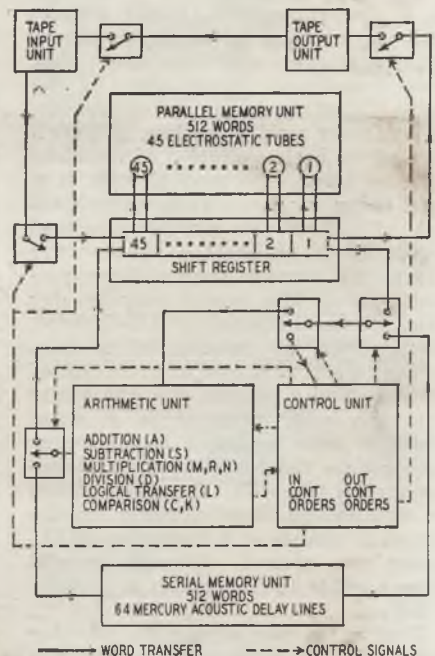 TAPE
INPUT
UNIT
TAPE
OUTPUT
UNIT
PARALLEL MEMORY UNIT
512 WORDS
45 ELECTROSTATIC TUBES
45 2 1
45 2 1
SHIFT REGISTER
ARITHMETIC UNIT
ADDITION (A)
SUBTRACTION (S)
MULTIPLICATION (M,R,N)
DIVISION (D)
LOGICAL TRANSFER (L)
COMPARISON (C,K)
CONTROL UNIT
IN CONT ORDERS
OUT CONT ORDERS
SERIAL MEMORY UNIT
512 WORDS
64 MERCURY ACOUSTIC DELAY LINES
WORD TRANSFER
CONTROL SIGNALS